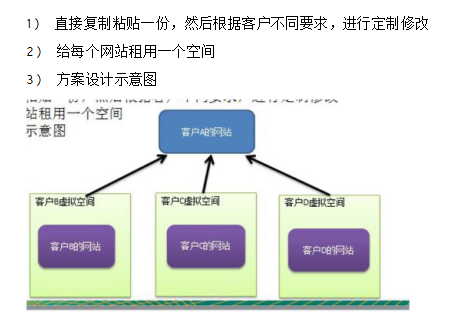 1） 直接复制粘贴一份，然后根据客户不同要求，进行定制修改
2） 给每个网站租用一个空间
3） 方案设计示意图
站租用一个空间
示意图
客户A的网站
客户B虚拟空间
客户C虚拟空间
客户D虚拟空间
客户B的网站
客户C的网站
客户D的网站